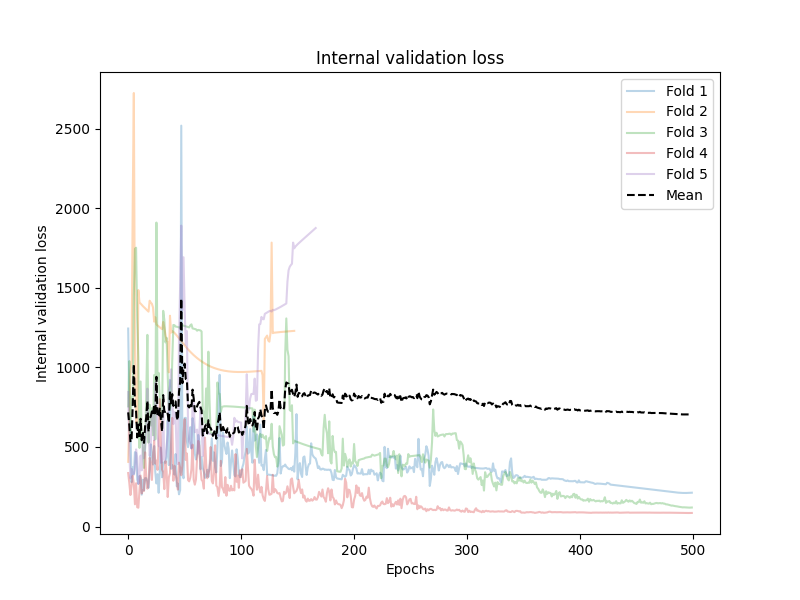 Internal validation loss
Fold 1
Fold 2
Fold 3
Fold 4
Fold 5
Mean
2500
2000
1500
1000
500
0
Internal validation loss
0 100 200 300 400 500
Epochs